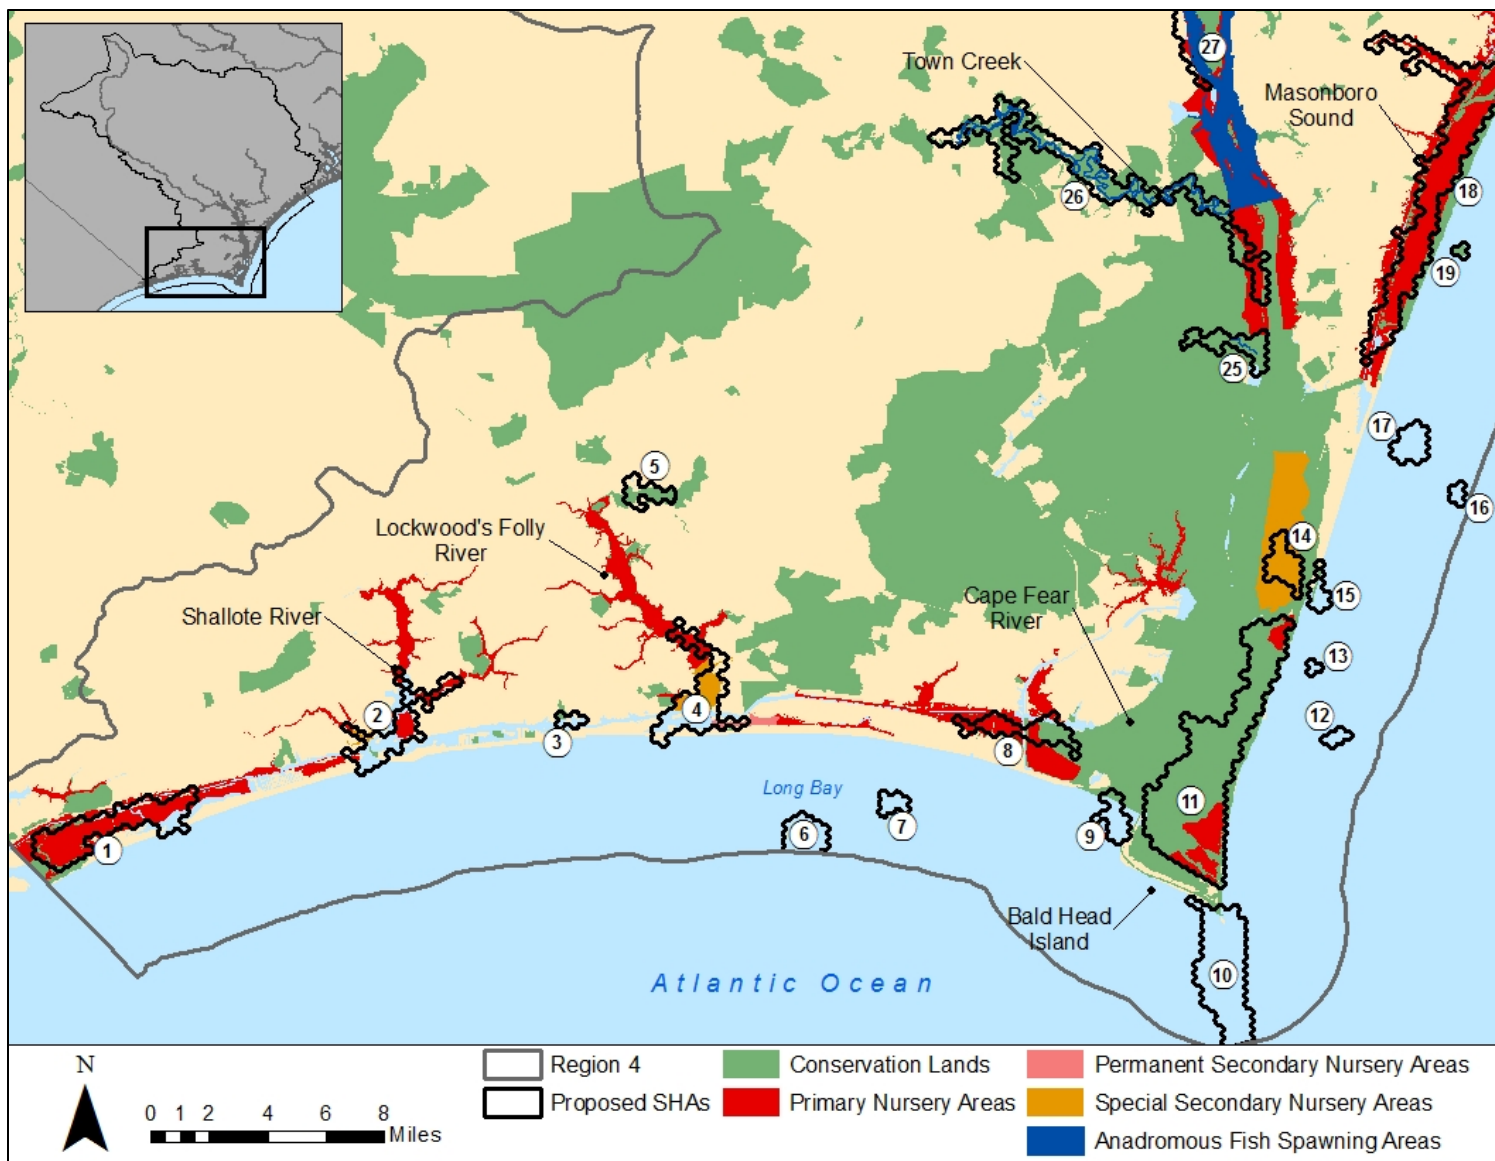 27
Town Creek
Masonboro
Sound
26
18
19
25
17
5
16
Lockwood's Folly
River
14
Cape Fear
River
15
Shallote River
13
2
4
12
3
8
Long Bay
11
6
7
9
1
Bald Head
Island
10
Atlantic Ocean
N
0 1 2 4 6 8
Miles
Region 4
Proposed SHAs
Conservation Lands
Primary Nursery Areas
Permanent Secondary Nursery Areas
Special Secondary Nursery Areas
Anadromous Fish Spawning Areas